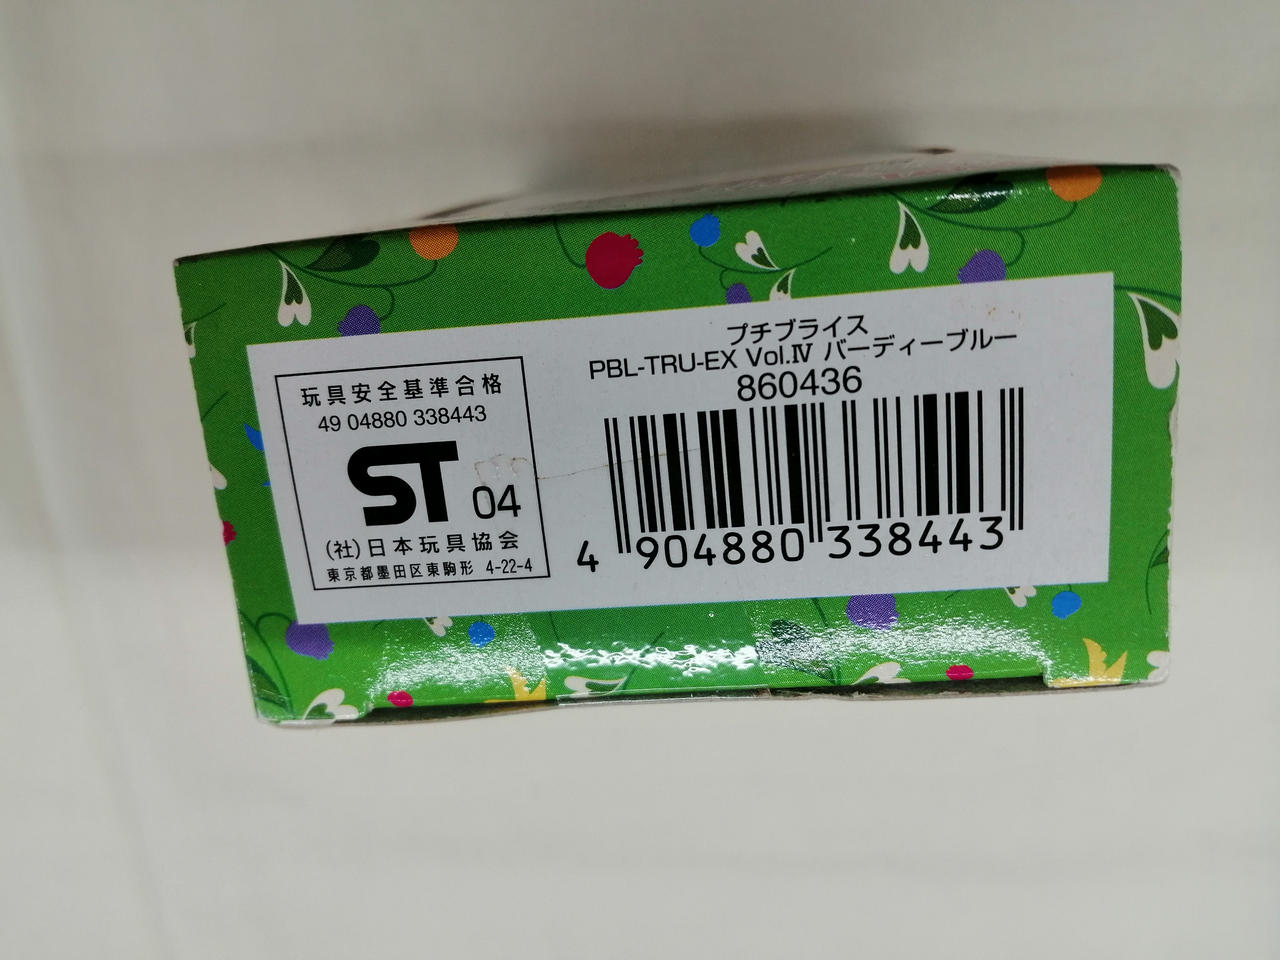 玩具安全基準合格
49 04880 338443
ST 04
(社)日本玩具協会
東京都墨田区東駒形 4-22-4
プチブライス
PBL-TRU-EX Vol.Ⅳ バーディーブルー
860436
4 904880 338443